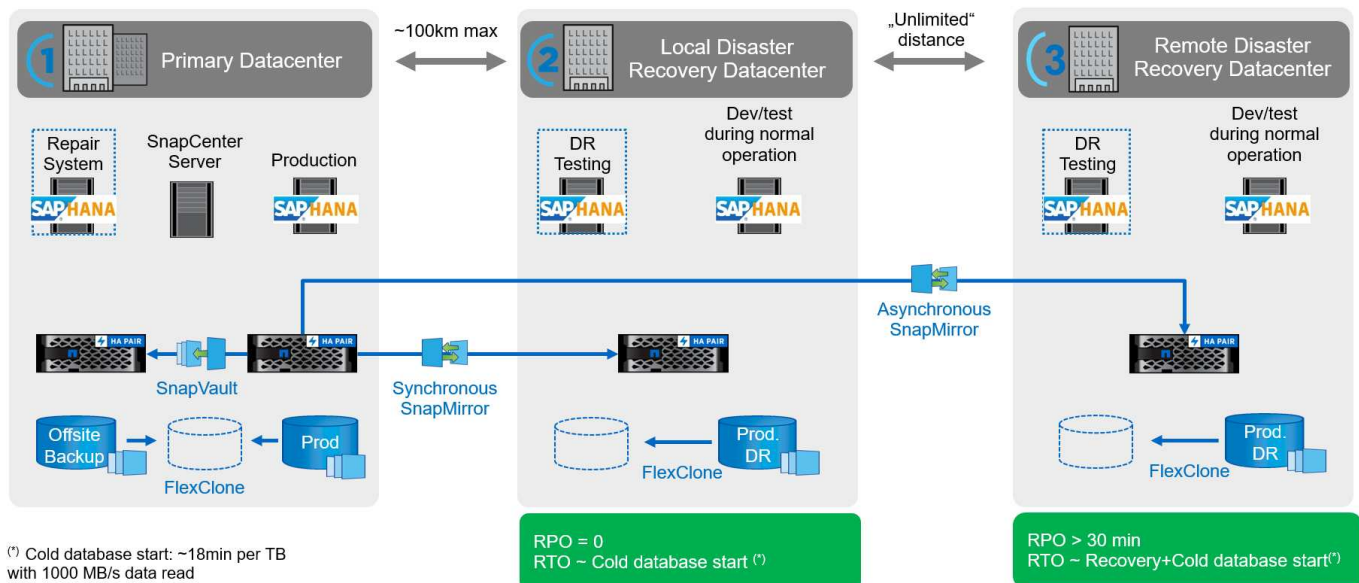 1
Primary Datacenter
~100km max
2
Local Disaster
Recovery Datacenter
„Unlimited“
distance
3
Remote Disaster
Recovery Datacenter
Repair
System
SAP HANA
SnapCenter
Server
Production
SAP HANA
DR
Testing
SAP HANA
Dev/test
during normal
operation
SAP HANA
DR
Testing
SAP HANA
Dev/test
during normal
operation
SAP HANA
Asynchronous
SnapMirror
HA PAIR
SnapVault
HA PAIR
Synchronous
SnapMirror
HA PAIR
HA PAIR
Offsite
Backup
FlexClone
Prod
FlexClone
Prod.
DR
FlexClone
Prod.
DR
(*) Cold database start: ~18min per TB
with 1000 MB/s data read
RPO = 0
RTO ~ Cold database start (*)
RPO > 30 min
RTO ~ Recovery+Cold database start(*)